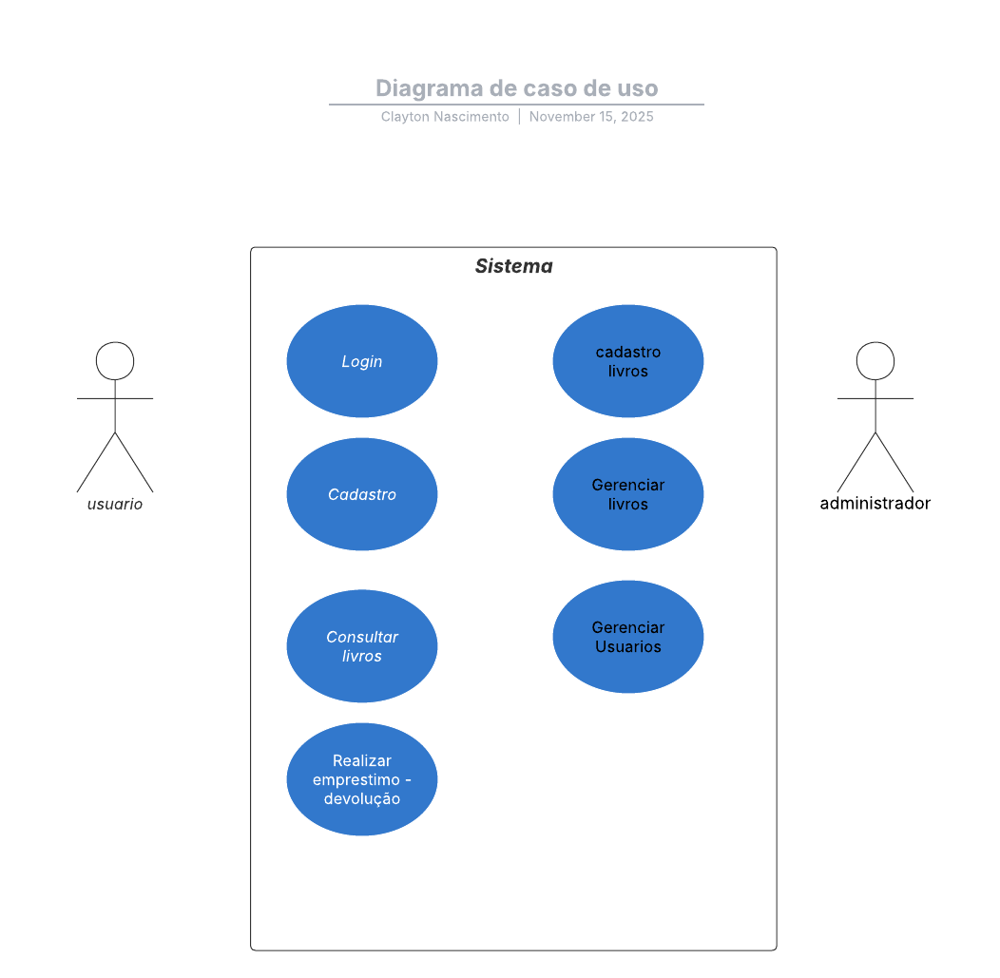 Diagrama de caso de uso
Clayton Nascimento | November 15, 2025
Sistema
Login
cadastro
livros
usuario
Cadastro
Gerenciar
livros
administrador
Consultar
livros
Gerenciar
Usuarios
Realizar
emprestimo -
devolução